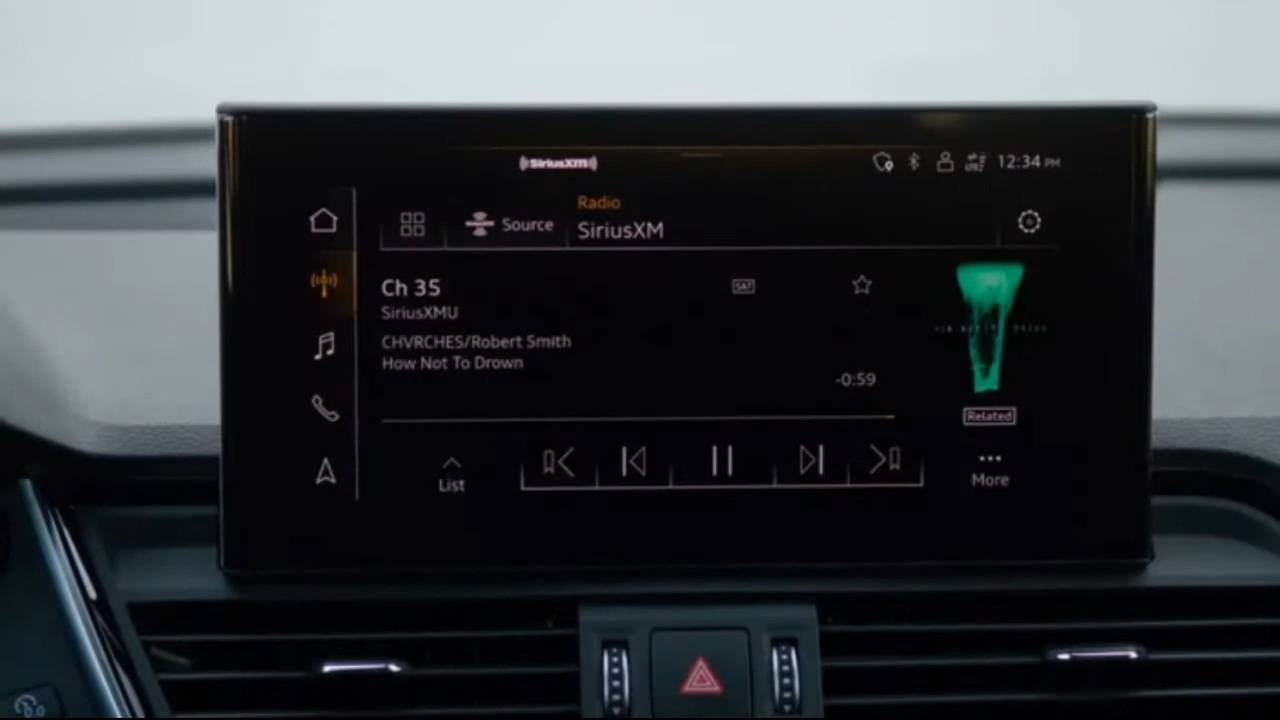 SiriusXM
12:34 PM
Radio
Source
SiriusXM
Ch 35
SAT
SiriusXMU
CHVRCHES/Robert Smith
How Not To Drown
-0:59
Related
List
More